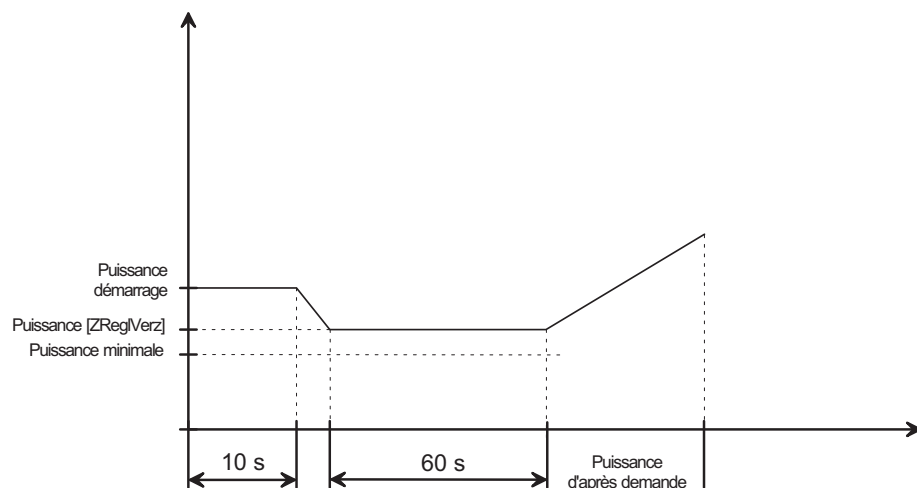 Puissance
démarrage
Puissance [ZReglVerz]
Puissance minimale
10 s
60 s
Puissance
d'après demande